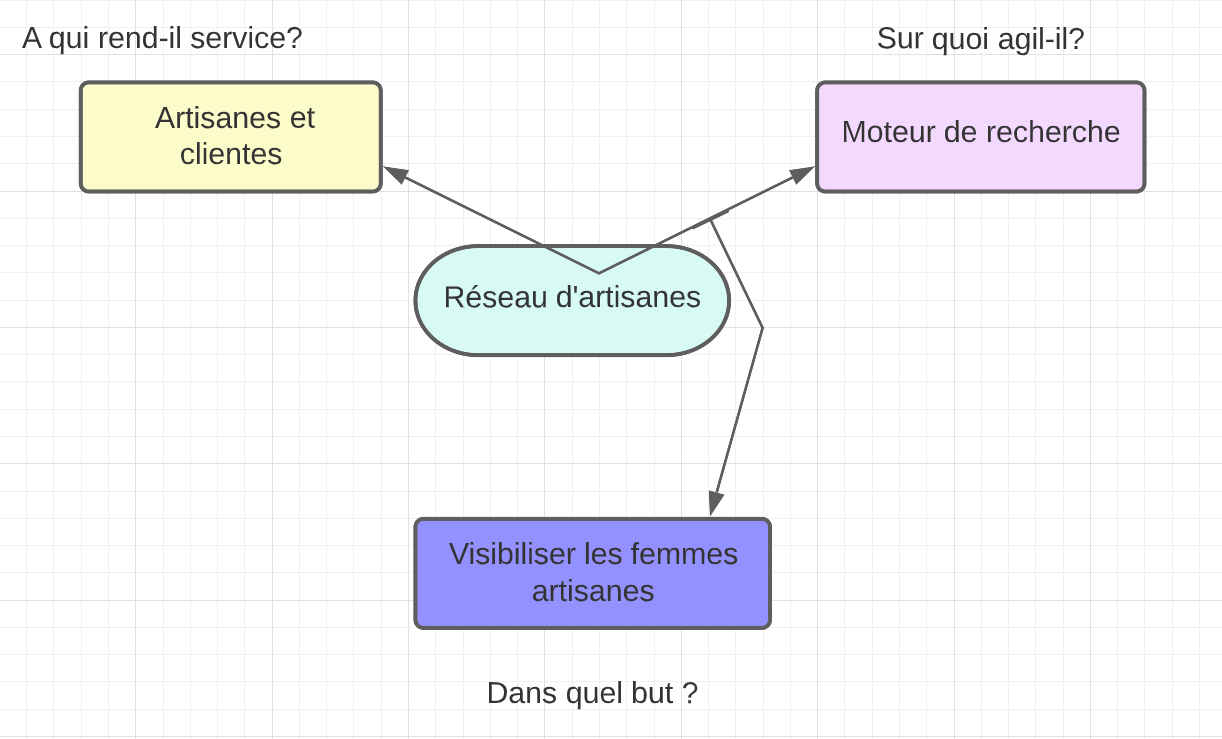 A qui rend-il service?
Sur quoi agil-il?
Artisanes et
clientes
Moteur de recherche
Réseau d'artisanes
Visibiliser les femmes
artisanes
Dans quel but ?